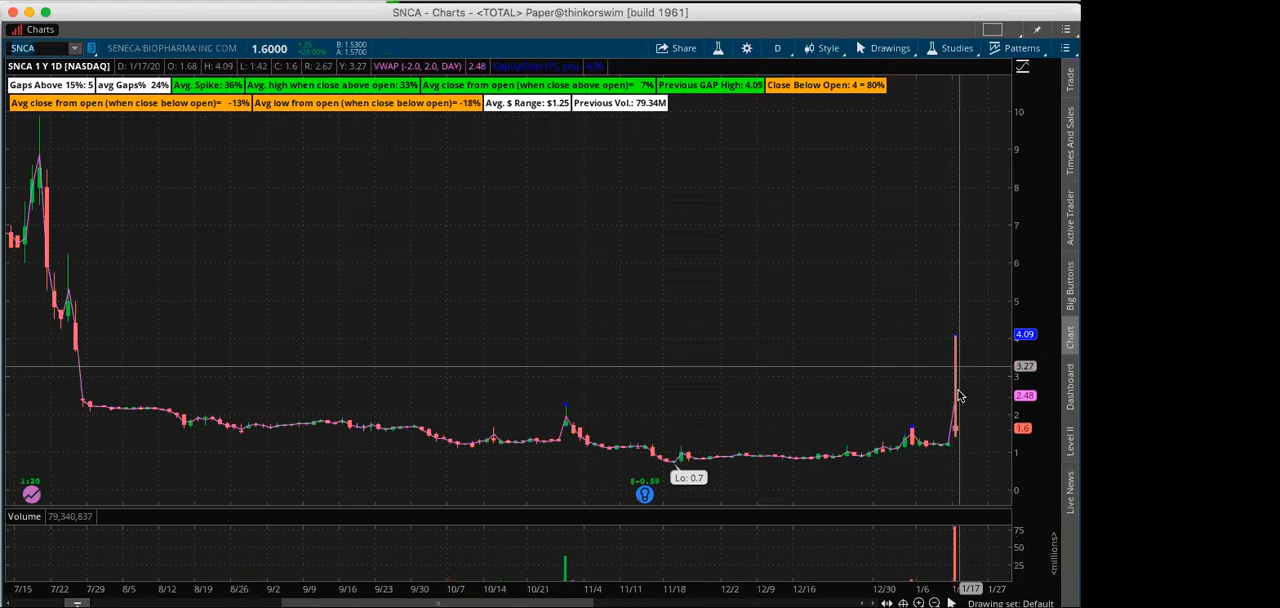 SNCA - Charts - <TOTAL> Paper@thinkorswim [build 1961]
Charts
SNCA SENECA BIOPHARMA INC COM 1.6000 B: 1.5300 A: 1.5700 Share D Style Drawings Studies Patterns
SNCA 1 Y 1D [NASDAQ] D: 1/17/20 O: 1.68 H: 4.09 L: 1.42 C: 1.6 R: 2.67 Y: 3.27 VWAP (-2.0, 2.0, DAY) 2.48
Gaps Above 15%: 5 avg Gaps% 24% Avg. Spike: 36% Avg. high when close above open: 33% Avg close from open (when close above open)= 7% Previous GAP High: 4.09 Close Below Open: 4 = 80%
Avg close from open (when close below open)= -13% Avg low from open (when close below open)= -18% Avg. $ Range: $1.25 Previous Vol.: 79.34M
10
9
8
7
6
5
4.09
3.27
3
2.48
2
1.6
1
0
Lo: 0.7
$-0.59
Volume 79,340,837
75
50
25
<millions>
7/15 7/22 7/29 8/5 8/12 8/19 8/26 9/2 9/9 9/16 9/23 9/30 10/7 10/14 10/21 11/4 11/11 11/18 12/2 12/9 12/16 12/30 1/6 1/17 1/27
Drawing set: Default
Trade
Times And Sales
Active Trader
Big Buttons
Chart
Dashboard
Level II
Live News